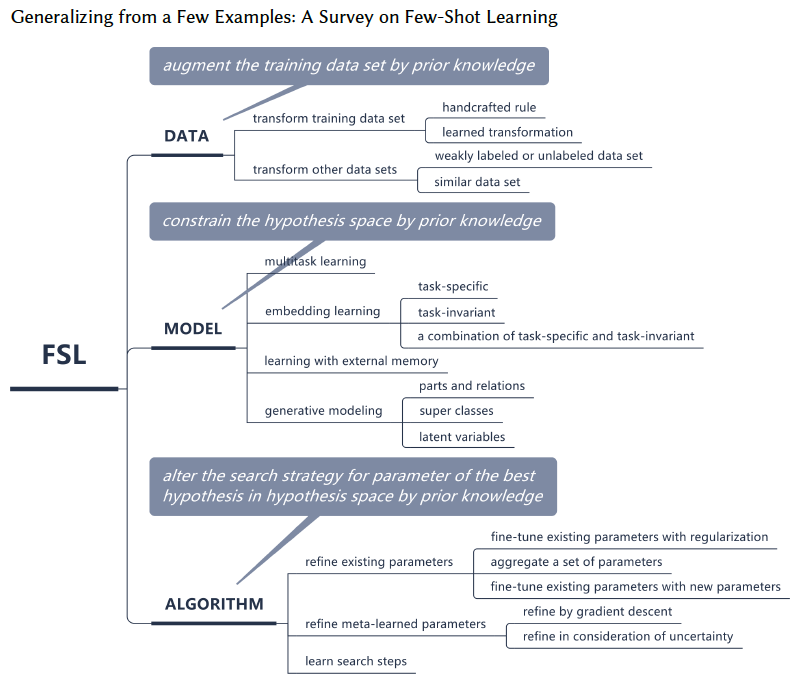 Generalizing from a Few Examples: A Survey on Few-Shot Learning
augment the training data set by prior knowledge
DATA
transform training data set
handcrafted rule
learned transformation
transform other data sets
weakly labeled or unlabeled data set
similar data set
constrain the hypothesis space by prior knowledge
FSL
MODEL
multitask learning
embedding learning
task-specific
task-invariant
a combination of task-specific and task-invariant
learning with external memory
generative modeling
parts and relations
super classes
latent variables
alter the search strategy for parameter of the best
hypothesis in hypothesis space by prior knowledge
ALGORITHM
refine existing parameters
fine-tune existing parameters with regularization
aggregate a set of parameters
fine-tune existing parameters with new parameters
refine meta-learned parameters
refine by gradient descent
refine in consideration of uncertainty
learn search steps